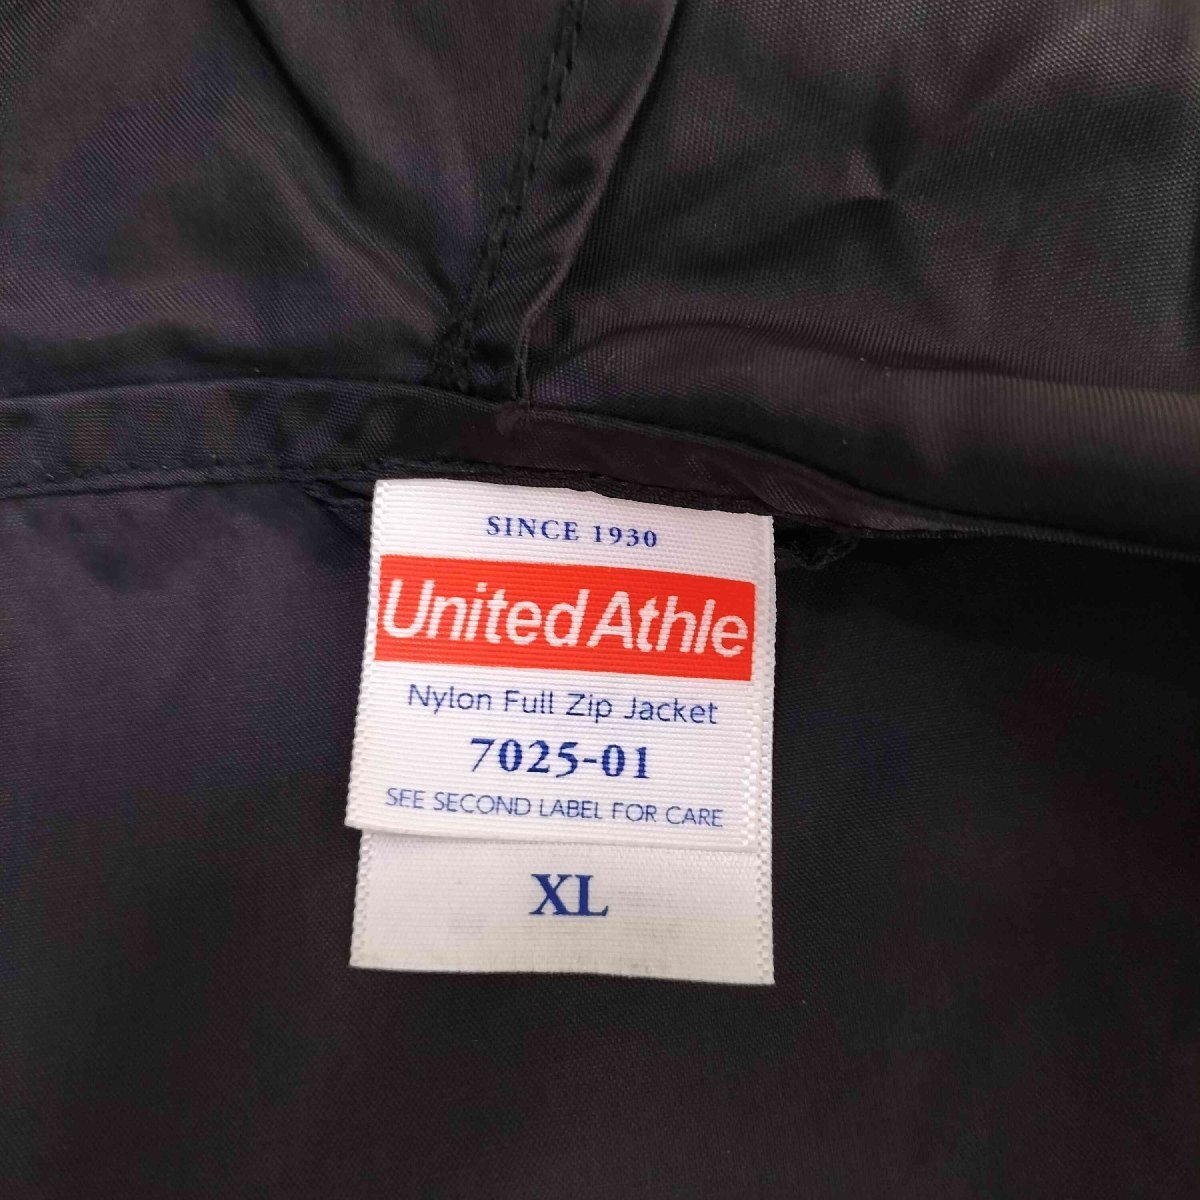 SINCE 1930
United Athle
Nylon Full Zip Jacket
7025-01
SEE SECOND LABEL FOR CARE
XL